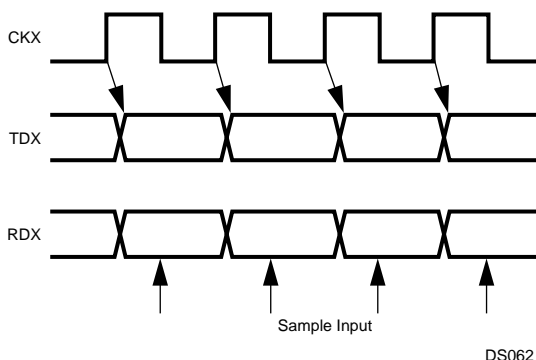 CKX
TDX
RDX
Sample Input
DS062